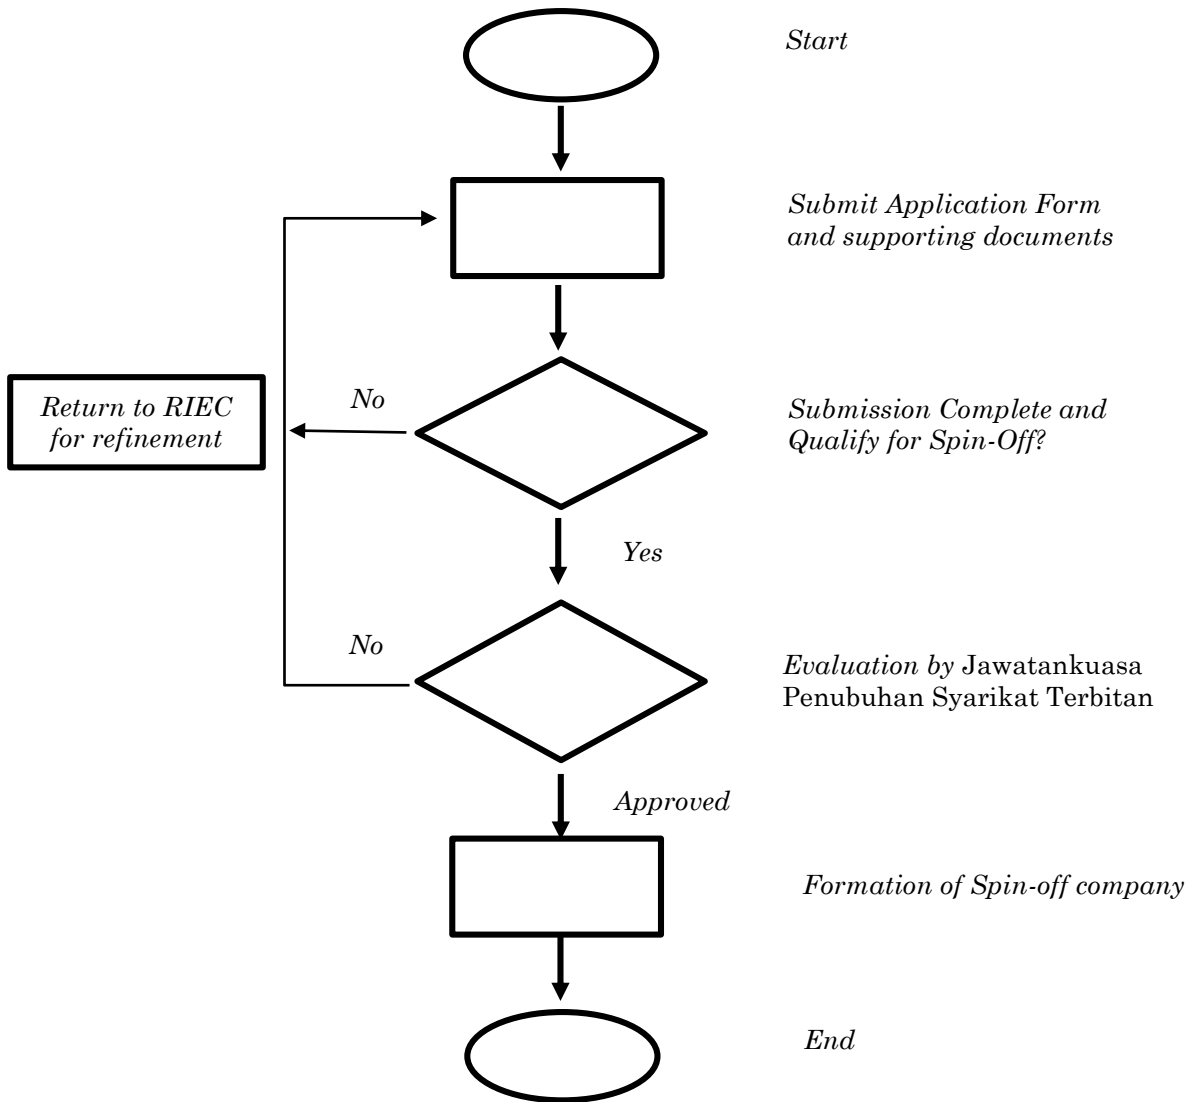 Start
Submit Application Form
and supporting documents
Return to RIEC
for refinement
No
Submission Complete and
Qualify for Spin-Off?
Yes
No
Evaluation by Jawatankuasa
Penubuhan Syarikat Terbitan
Approved
Formation of Spin-off company
End